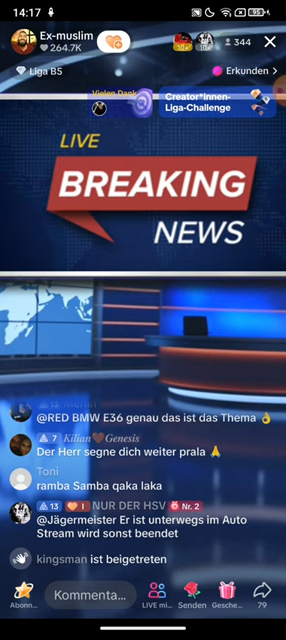 14:17
95
Ex-muslim
264.7K
10+
10+
344
Liga B5
Erkunden >
Vielen Dank
Creator*innen-
Liga-Challenge
LIVE
BREAKING
NEWS
@RED BMW E36 genau das ist das Thema 👌
7 Kilian🤎Genesis
Der Herr segne dich weiter prala 🙏
Toni
ramba Samba qaka laka
13 I NUR DER HSV Nr. 2
@Jägermeister Er ist unterwegs im Auto
Stream wird sonst beendet
kingsman ist beigetreten
Kommenta...
Abonn...
LIVE mi...
Senden
Gesche...
79